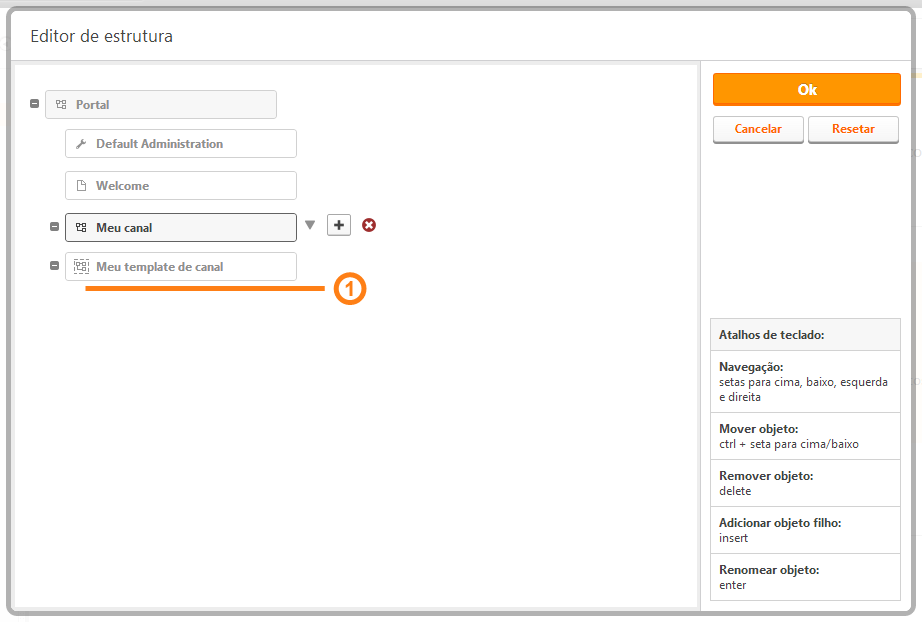 Editor de estrutura
Portal
Default Administration
Welcome
Meu canal
Meu template de canal
1
Ok
Cancelar
Resetar
Atalhos de teclado:
Navegação:
setas para cima, baixo, esquerda
e direita
Mover objeto:
ctrl + seta para cima/baixo
Remover objeto:
delete
Adicionar objeto filho:
insert
Renomear objeto:
enter